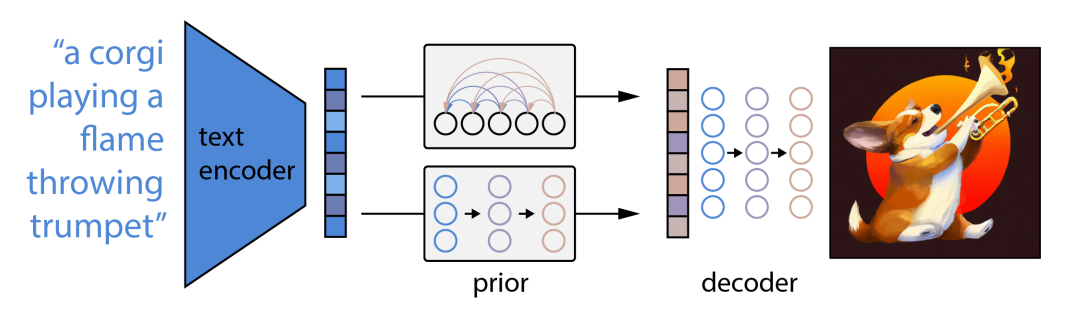 “a corgi
playing a
flame
throwing
trumpet”
text
encoder
prior
decoder